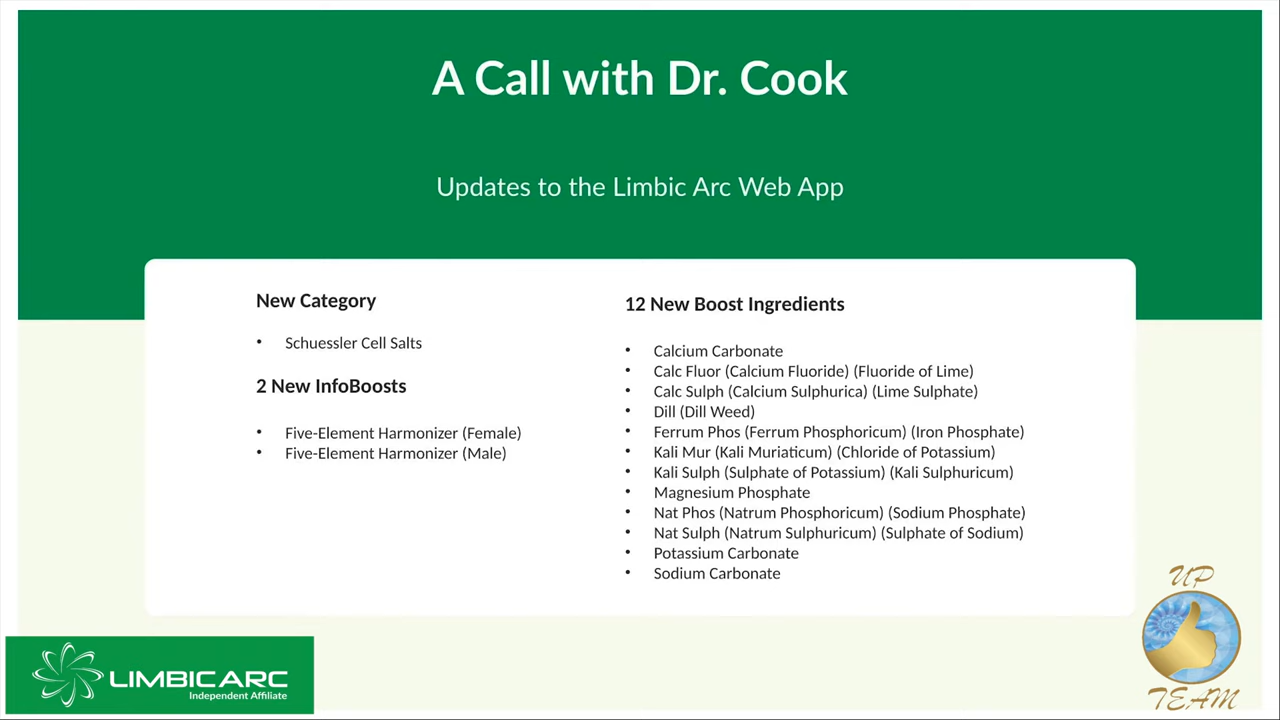 A Call with Dr. Cook
Updates to the Limbic Arc Web App
New Category
• Schuessler Cell Salts
2 New InfoBoosts
• Five-Element Harmonizer (Female)
• Five-Element Harmonizer (Male)
12 New Boost Ingredients
• Calcium Carbonate
• Calc Fluor (Calcium Fluoride) (Fluoride of Lime)
• Calc Sulph (Calcium Sulphurica) (Lime Sulphate)
• Dill (Dill Weed)
• Ferrum Phos (Ferrum Phosphoricum) (Iron Phosphate)
• Kali Mur (Kali Muriaticum) (Chloride of Potassium)
• Kali Sulph (Sulphate of Potassium) (Kali Sulphuricum)
• Magnesium Phosphate
• Nat Phos (Natrum Phosphoricum) (Sodium Phosphate)
• Nat Sulph (Natrum Sulphuricum) (Sulphate of Sodium)
• Potassium Carbonate
• Sodium Carbonate
LIMBIC ARC
Independent Affiliate
UP
TEAM